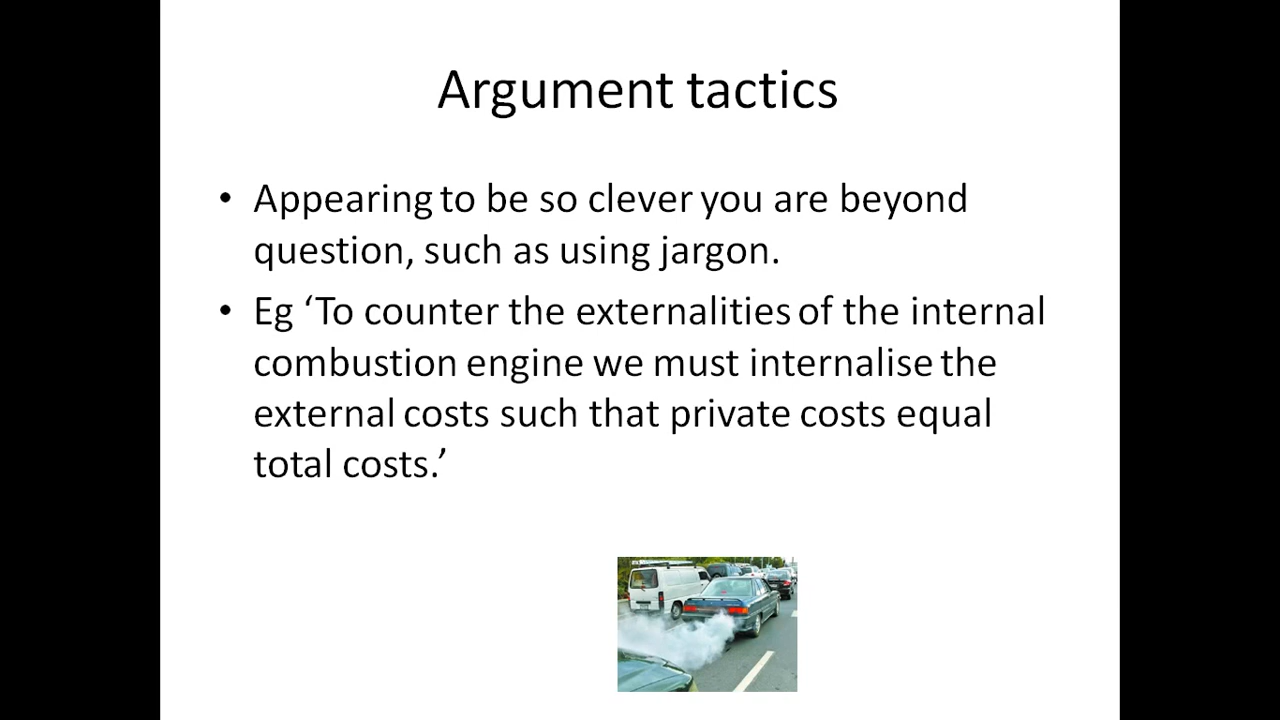 Argument tactics
• Appearing to be so clever you are beyond
question, such as using jargon.
• Eg ‘To counter the externalities of the internal
combustion engine we must internalise the
external costs such that private costs equal
total costs.’